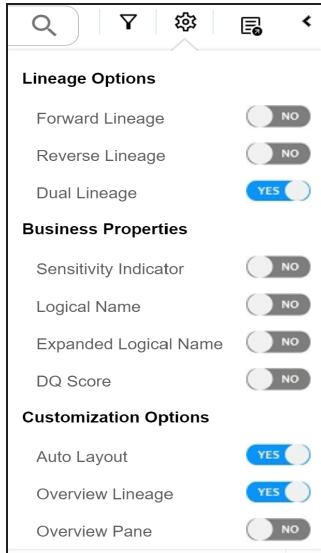 Lineage Options
Forward Lineage NO
Reverse Lineage NO
Dual Lineage YES
Business Properties
Sensitivity Indicator NO
Logical Name NO
Expanded Logical Name NO
DQ Score NO
Customization Options
Auto Layout YES
Overview Lineage YES
Overview Pane NO